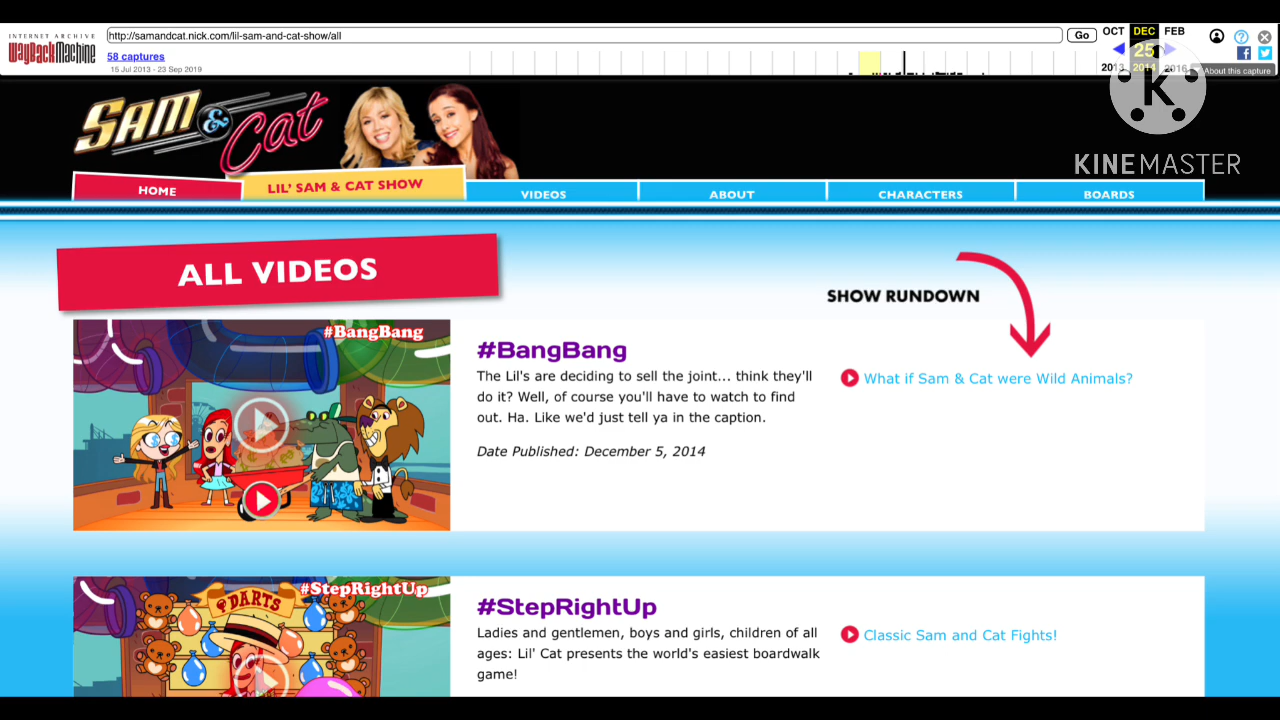 INTERNET ARCHIVE
WayBackMachine
http://samandcat.nick.com/lil-sam-and-cat-show/all
Go
OCT DEC FEB
58 captures
25
15 Jul 2013 - 23 Sep 2019
2013 2014 2016
About this capture
K
KINEMASTER
SAM & Cat
HOME
LIL' SAM & CAT SHOW
VIDEOS
ABOUT
CHARACTERS
BOARDS
ALL VIDEOS
SHOW RUNDOWN
#BangBang
#BangBang
The Lil's are deciding to sell the joint... think they'll
do it? Well, of course you'll have to watch to find
out. Ha. Like we'd just tell ya in the caption.
Date Published: December 5, 2014
What if Sam & Cat were Wild Animals?
#StepRightUp
DARTS
#StepRightUp
Ladies and gentlemen, boys and girls, children of all
ages: Lil' Cat presents the world's easiest boardwalk
game!
Classic Sam and Cat Fights!